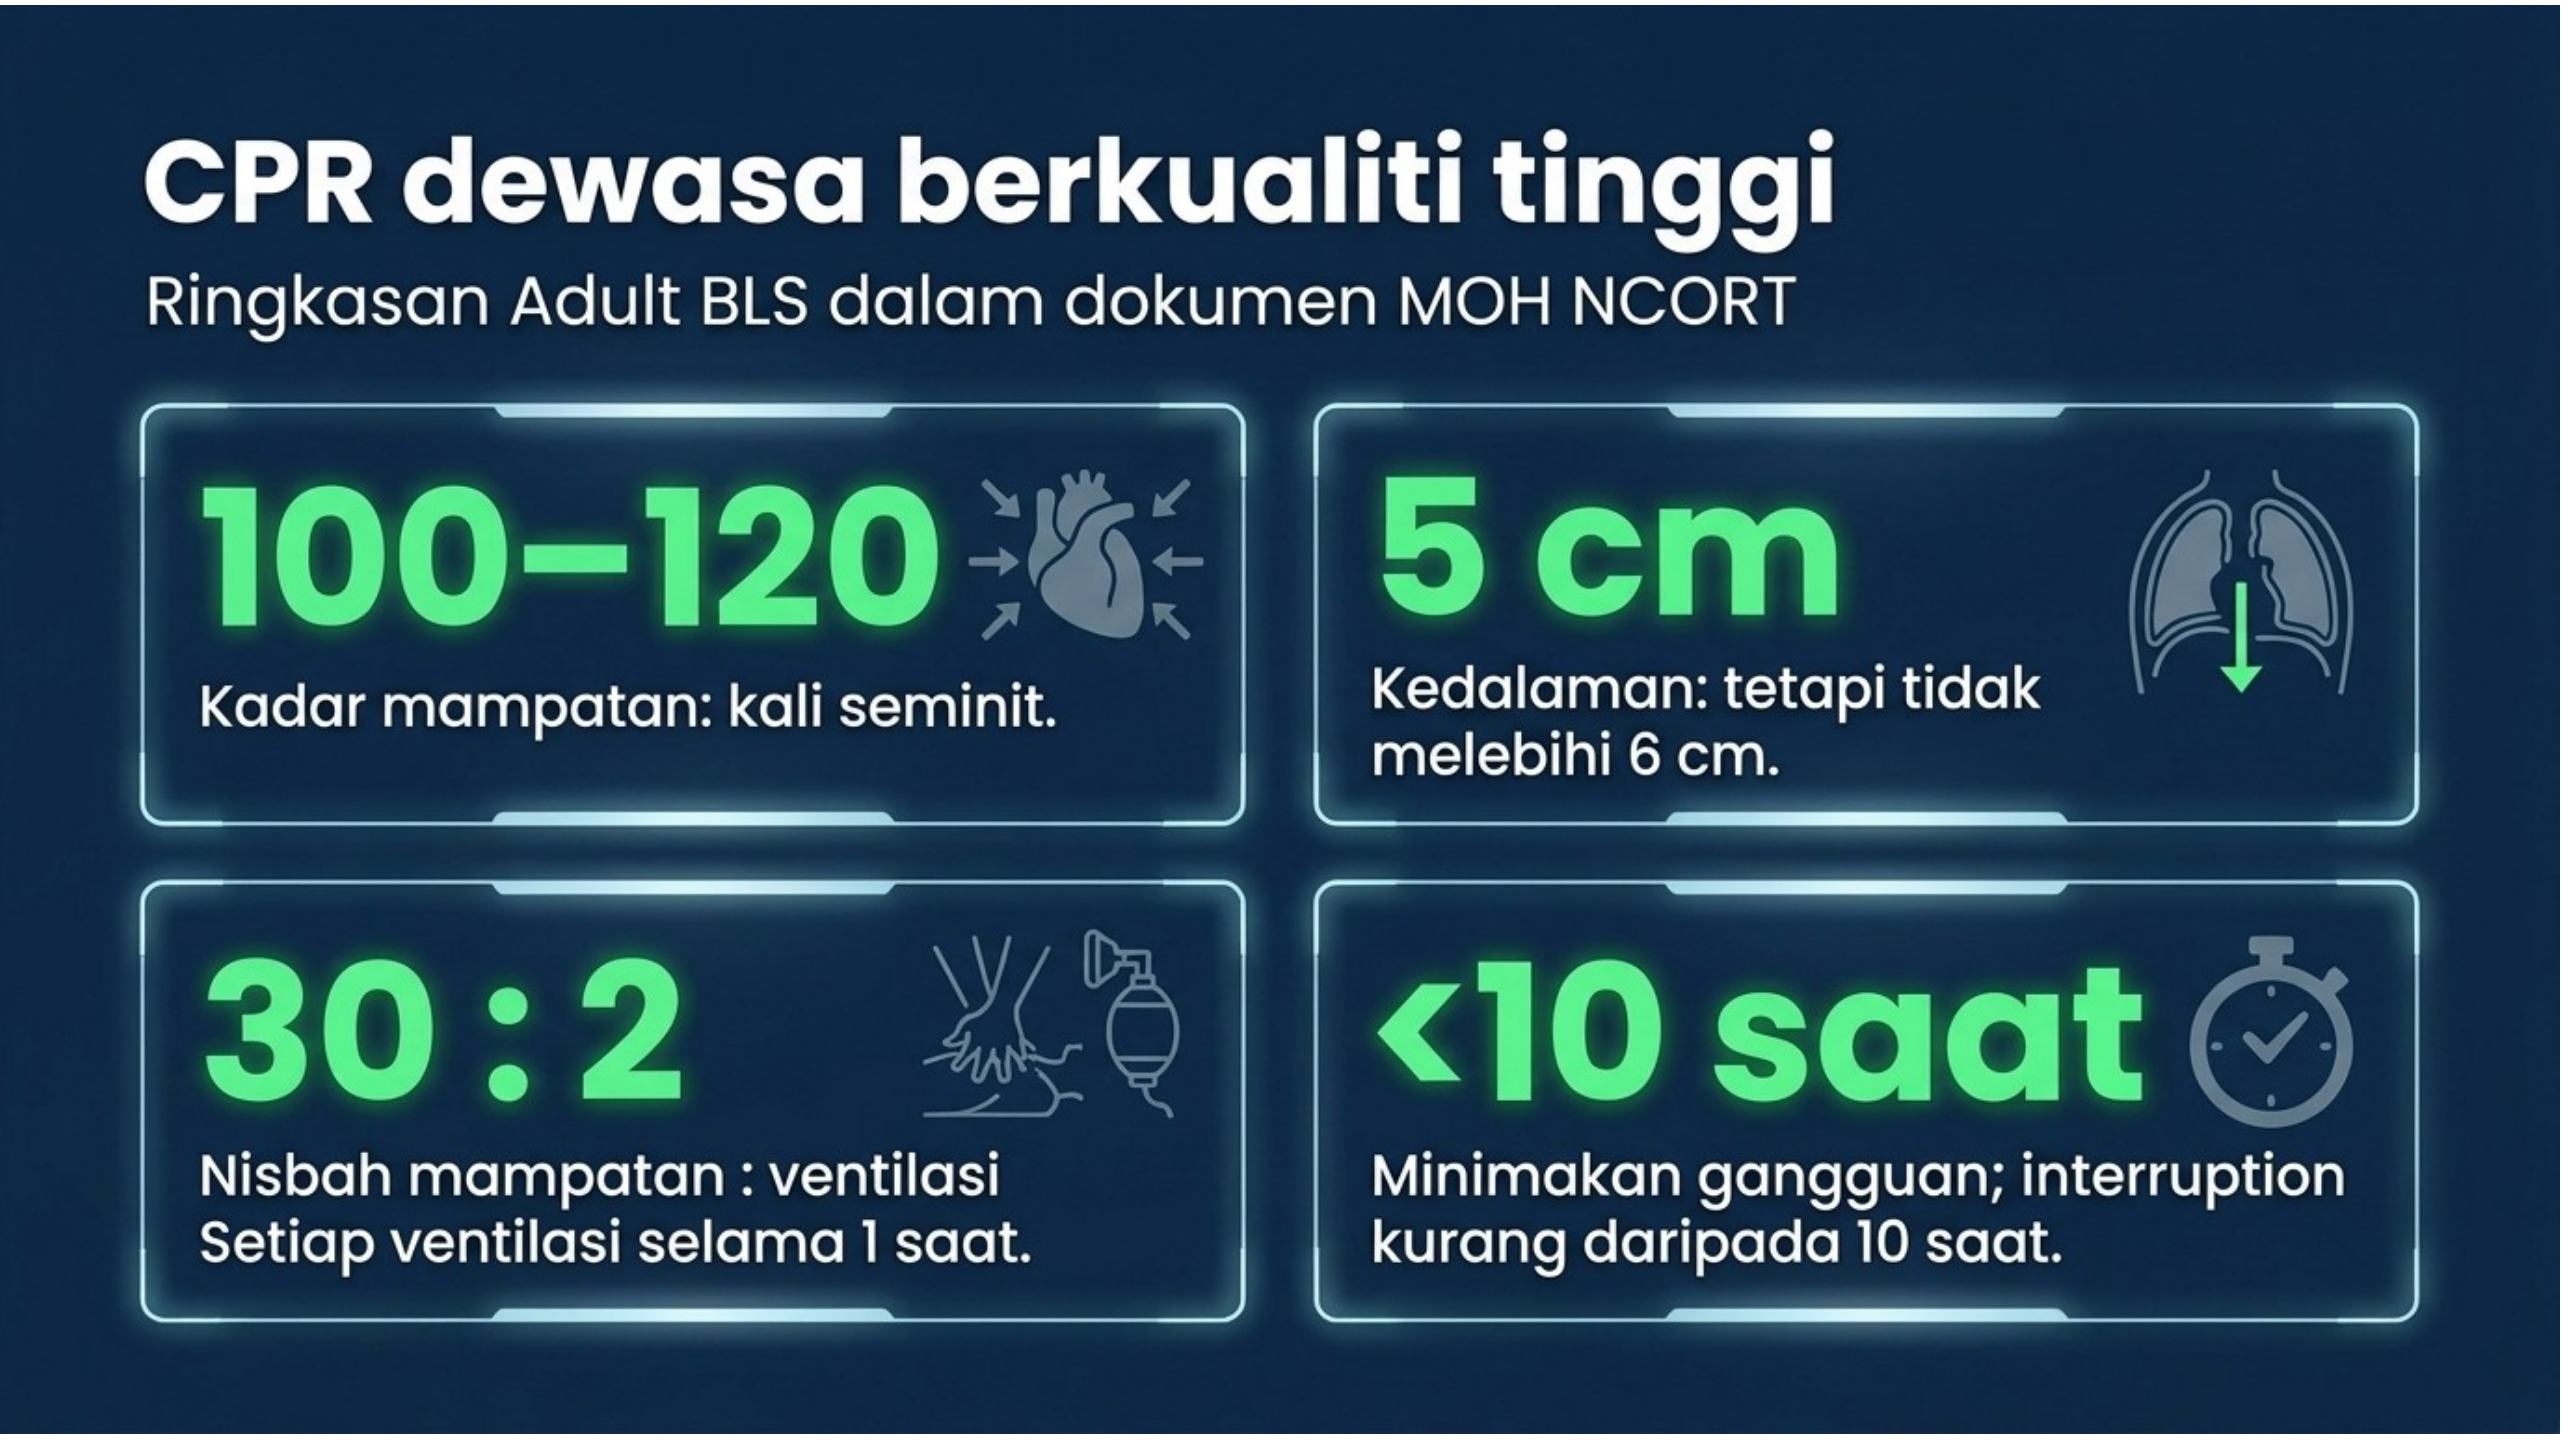 CPR dewasa berkualiti tinggi
Ringkasan Adult BLS dalam dokumen MOH NCORT
100–120
Kadar mampatan: kali seminit.
5 cm
Kedalaman: tetapi tidak
melebihi 6 cm.
30 : 2
Nisbah mampatan : ventilasi
Setiap ventilasi selama 1 saat.
<10 saat
Minimakan gangguan; interruption
kurang daripada 10 saat.